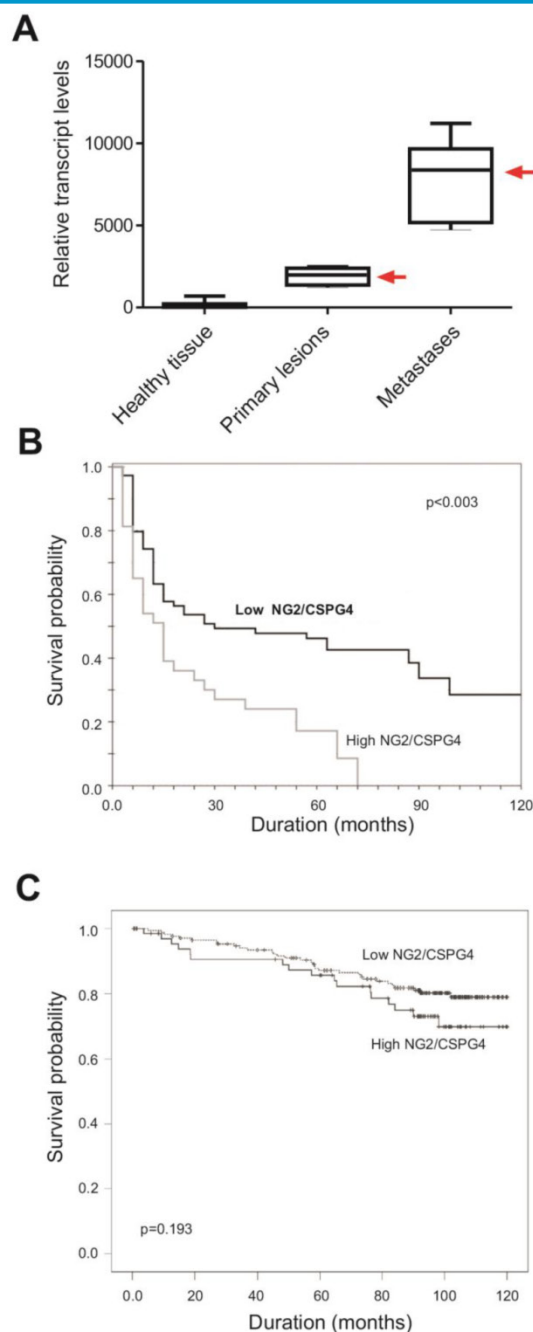 A
Relative transcript levels
15000
10000
5000
0
Healthy tissue
Primary lesions
Metastases
B
Survival probability
1.0
0.8
0.6
0.4
0.2
0.0
p<0.003
Low NG2/CSPG4
High NG2/CSPG4
0.0
30
60
90
120
Duration (months)
C
Survival probability
1.0
0.8
0.6
0.4
0.2
0.0
Low NG2/CSPG4
High NG2/CSPG4
p=0.193
0.0
20
40
60
80
100
120
Duration (months)